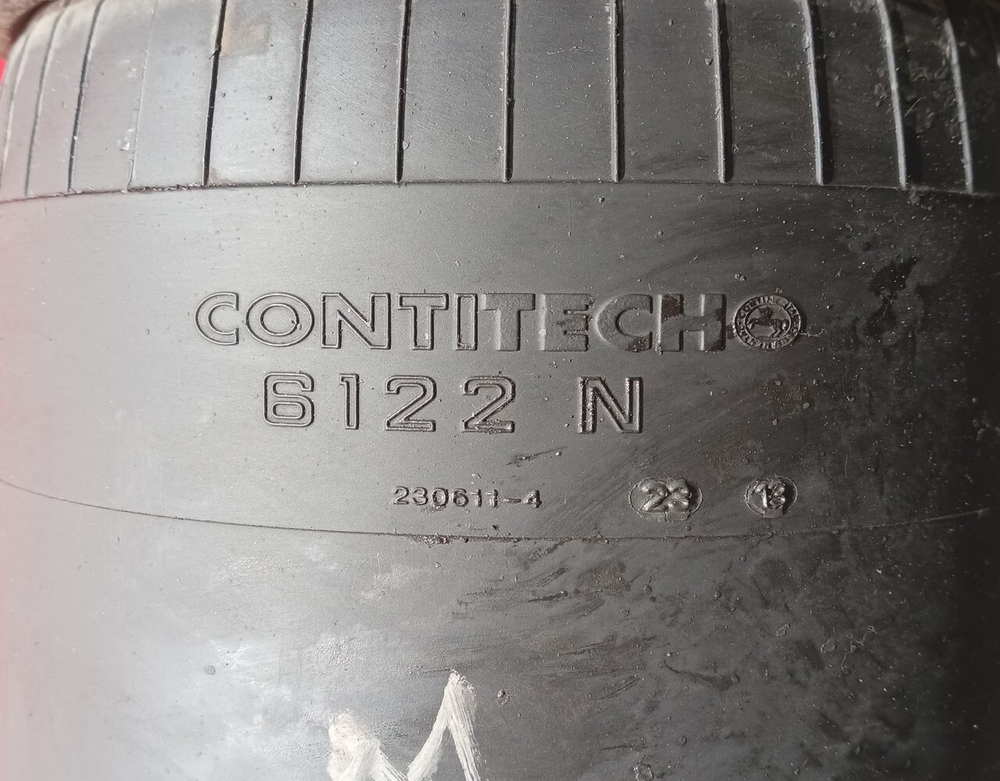 CONTITECH
6122 N
230611-4 23 13